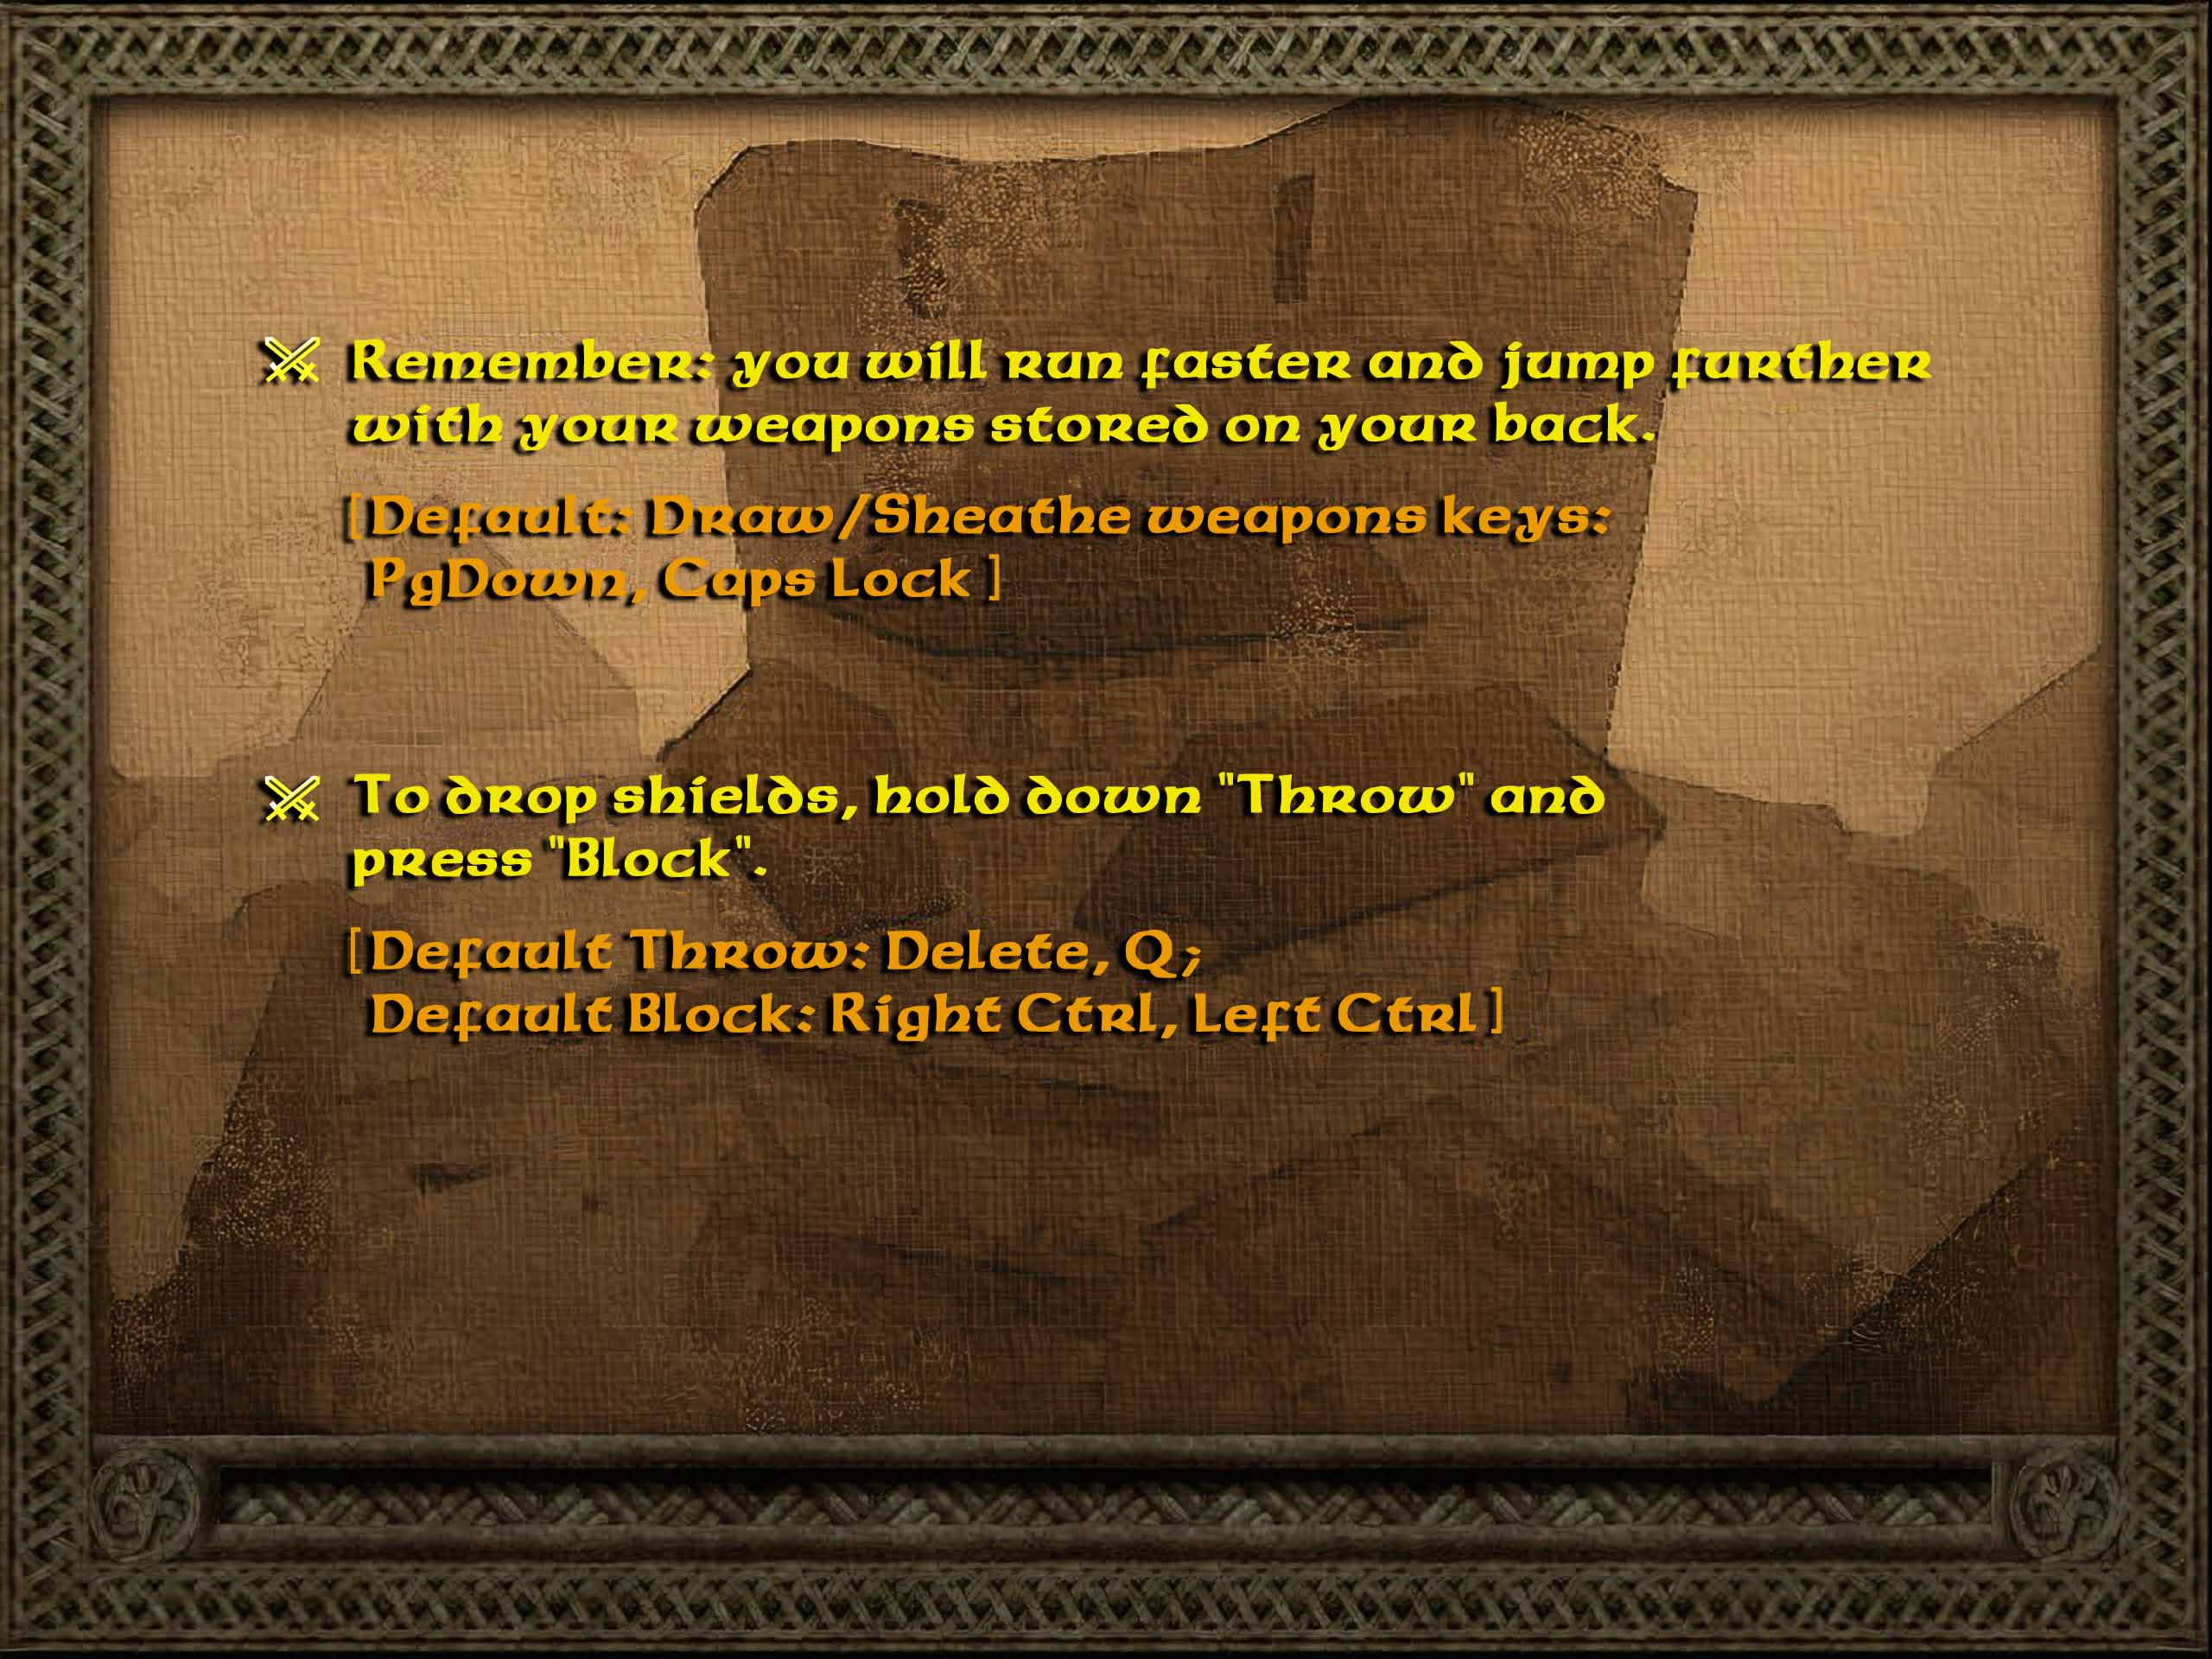 Remember: you will run faster and jump further
with your weapons stored on your back.
[Default: Draw/Sheathe weapons keys:
PgDown, Caps Lock ]
To drop shields, hold down "Throw" and
press "Block".
[Default Throw: Delete, Q;
Default Block: Right Ctrl, Left Ctrl ]